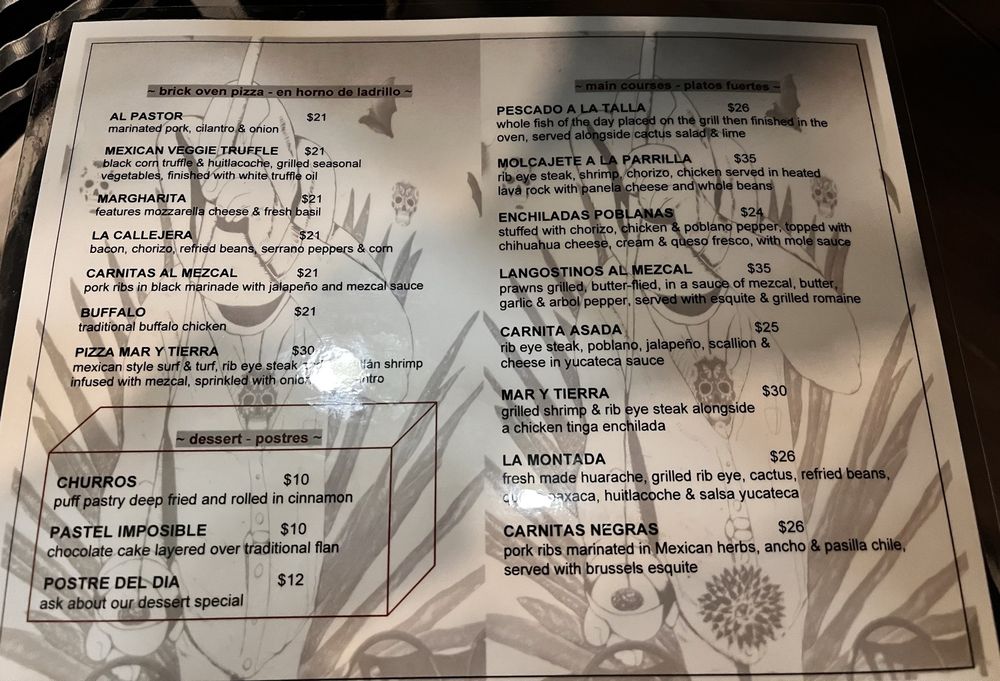 ~ brick oven pizza - en horno de ladrillo ~
AL PASTOR $21
marinated pork, cilantro & onion
MEXICAN VEGGIE TRUFFLE $21
black corn truffle & huitlacoche, grilled seasonal
vegetables, finished with white truffle oil
MARGHARITA $21
features mozzarella cheese & fresh basil
LA CALLEJERA $21
bacon, chorizo, refried beans, serrano peppers & corn
CARNITAS AL MEZCAL $21
pork ribs in black marinade with jalapeño and mezcal sauce
BUFFALO $21
traditional buffalo chicken
PIZZA MAR Y TIERRA $30
mexican style surf & turf, rib eye steak shrimp
infused with mezcal, sprinkled with
~ dessert - postres ~
CHURROS $10
puff pastry deep fried and rolled in cinnamon
PASTEL IMPOSIBLE $10
chocolate cake layered over traditional flan
POSTRE DEL DIA $12
ask about our dessert special
~ main courses - platos fuertes ~
PESCADO A LA TALLA $26
whole fish of the day placed on the grill then finished in the
oven, served alongside cactus salad & lime
MOLCAJETE A LA PARRILLA $35
rib eye steak, shrimp, chorizo, chicken served in heated
lava rock with panela cheese and whole beans
ENCHILADAS POBLANAS $24
stuffed with chorizo, chicken & poblano pepper, topped with
chihuahua cheese, cream & queso fresco, with mole sauce
LANGOSTINOS AL MEZCAL $35
prawns grilled, butter-flied, in a sauce of mezcal, butter,
garlic & arbol pepper, served with esquite & grilled romaine
CARNITA ASADA $25
rib eye steak, poblano, jalapeño, scallion &
cheese in yucateca sauce
MAR Y TIERRA $30
grilled shrimp & rib eye steak alongside
a chicken tinga enchilada
LA MONTADA $26
fresh made huarache, grilled rib eye, cactus, refried beans,
oaxaca, huitlacoche & salsa yucateca
CARNITAS NEGRAS $26
pork ribs marinated in Mexican herbs, ancho & pasilla chile,
served with brussels esquite